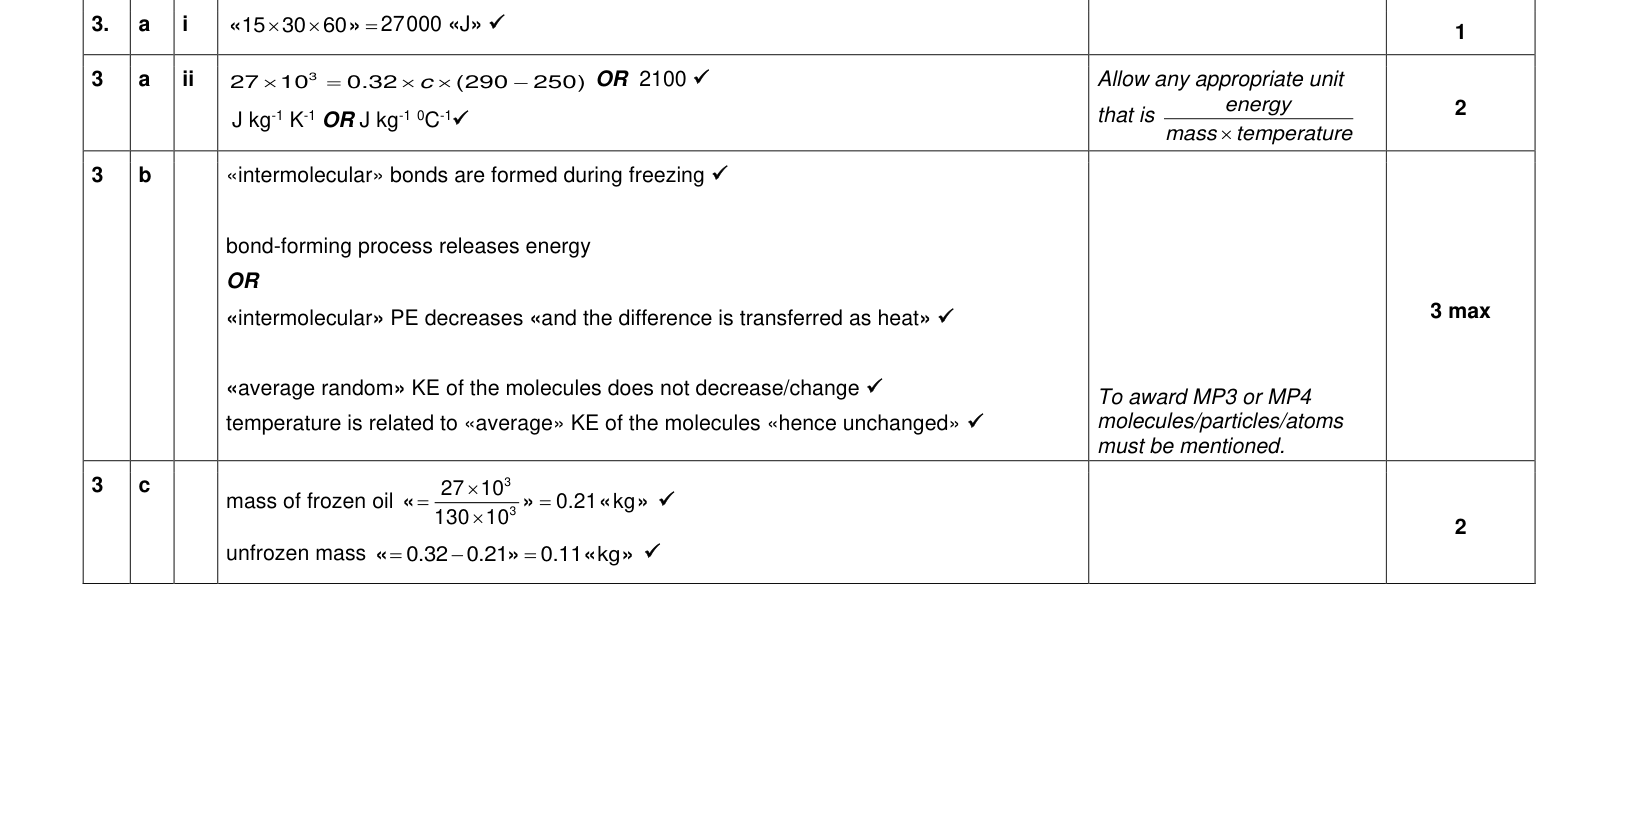 3. a i «15×30×60» =27000 «J» ✓ 1
3 a ii 27×10³ = 0.32×c×(290−250) OR 2100 ✓
J kg⁻¹ K⁻¹ OR J kg⁻¹ ⁰C⁻¹✓
Allow any appropriate unit
that is energy / mass×temperature
2
3 b «intermolecular» bonds are formed during freezing ✓
bond-forming process releases energy
OR
«intermolecular» PE decreases «and the difference is transferred as heat» ✓
«average random» KE of the molecules does not decrease/change ✓
temperature is related to «average» KE of the molecules «hence unchanged» ✓
To award MP3 or MP4
molecules/particles/atoms
must be mentioned.
3 max
3 c mass of frozen oil «= 27×10³ / 130×10³ » = 0.21«kg» ✓
unfrozen mass «= 0.32−0.21» = 0.11«kg» ✓
2